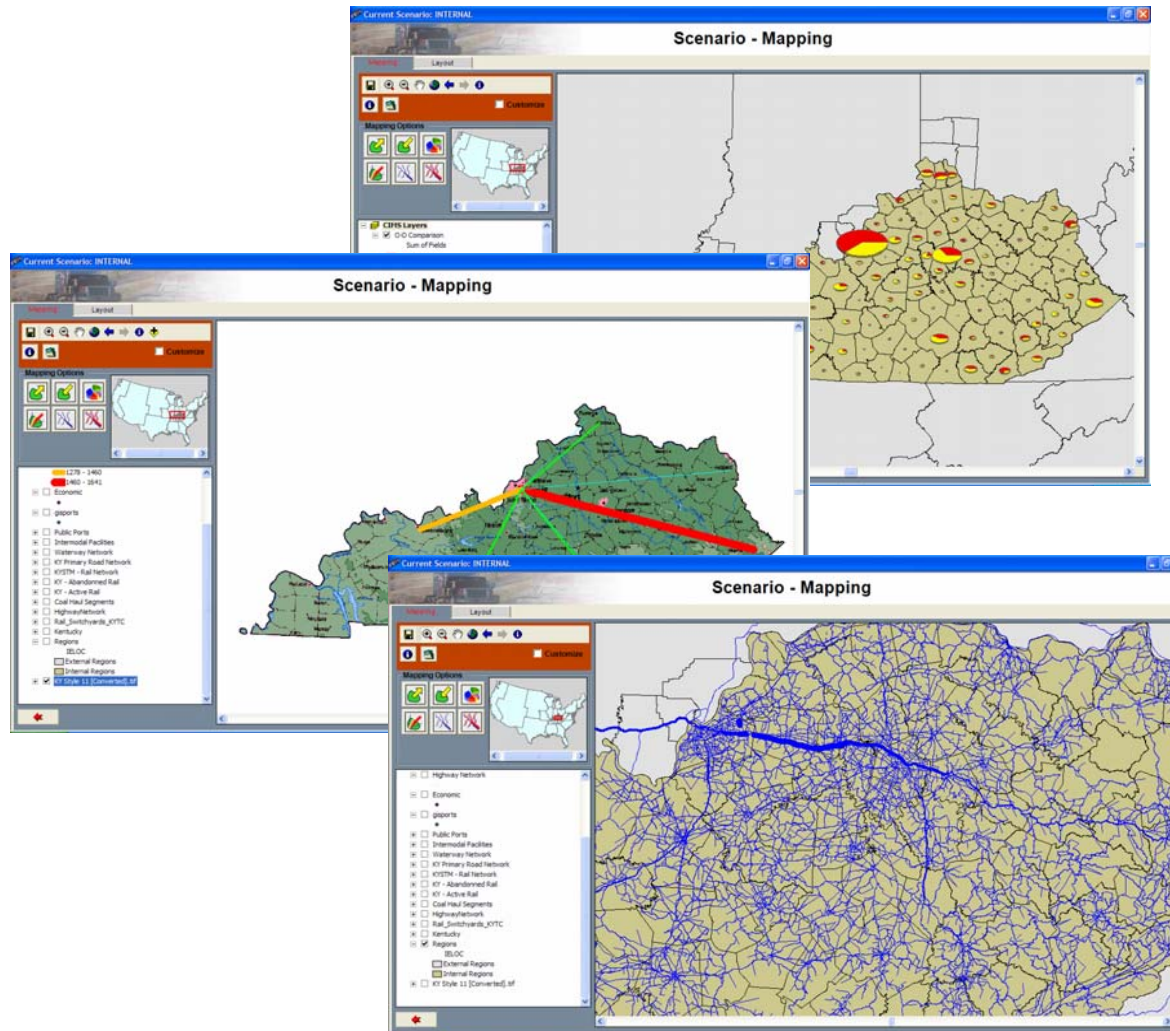 Current Scenario: INTERNAL
Scenario - Mapping
Mapping
Layout
Customize
Mapping Options
CIMS Layers
O-D Comparison
Sum of Fields
Current Scenario: INTERNAL
Scenario - Mapping
Mapping
Layout
Customize
Mapping Options
1278 - 1460
1460 - 1641
Economic
gisports
Public Ports
Intermodal Facilities
Waterway Network
KY Primary Road Network
KYSTM - Rail Network
KY - Abandonned Rail
KY - Active Rail
Coal Haul Segments
HighwayNetwork
Rail_Switchyards_KYTC
Kentucky
Regions
IELOC
External Regions
Internal Regions
KY Style 11 [Converted].tif
Current Scenario: INTERNAL
Scenario - Mapping
Mapping
Layout
Customize
Mapping Options
Highway Network
Economic
gisports
Public Ports
Intermodal Facilities
Waterway Network
KY Primary Road Network
KYSTM - Rail Network
KY - Abandonned Rail
KY - Active Rail
Coal Haul Segments
HighwayNetwork
Rail_Switchyards_KYTC
Kentucky
Regions
IELOC
External Regions
Internal Regions
KY Style 11 [Converted].tif